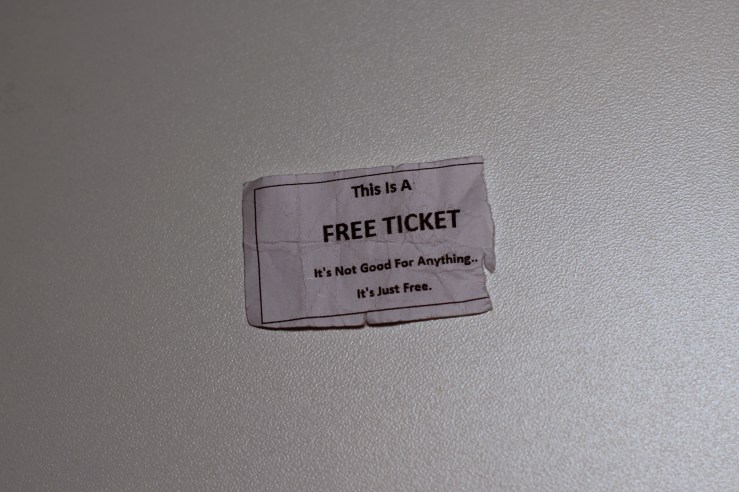 This Is A
FREE TICKET
It's Not Good For Anything..
It's Just Free.